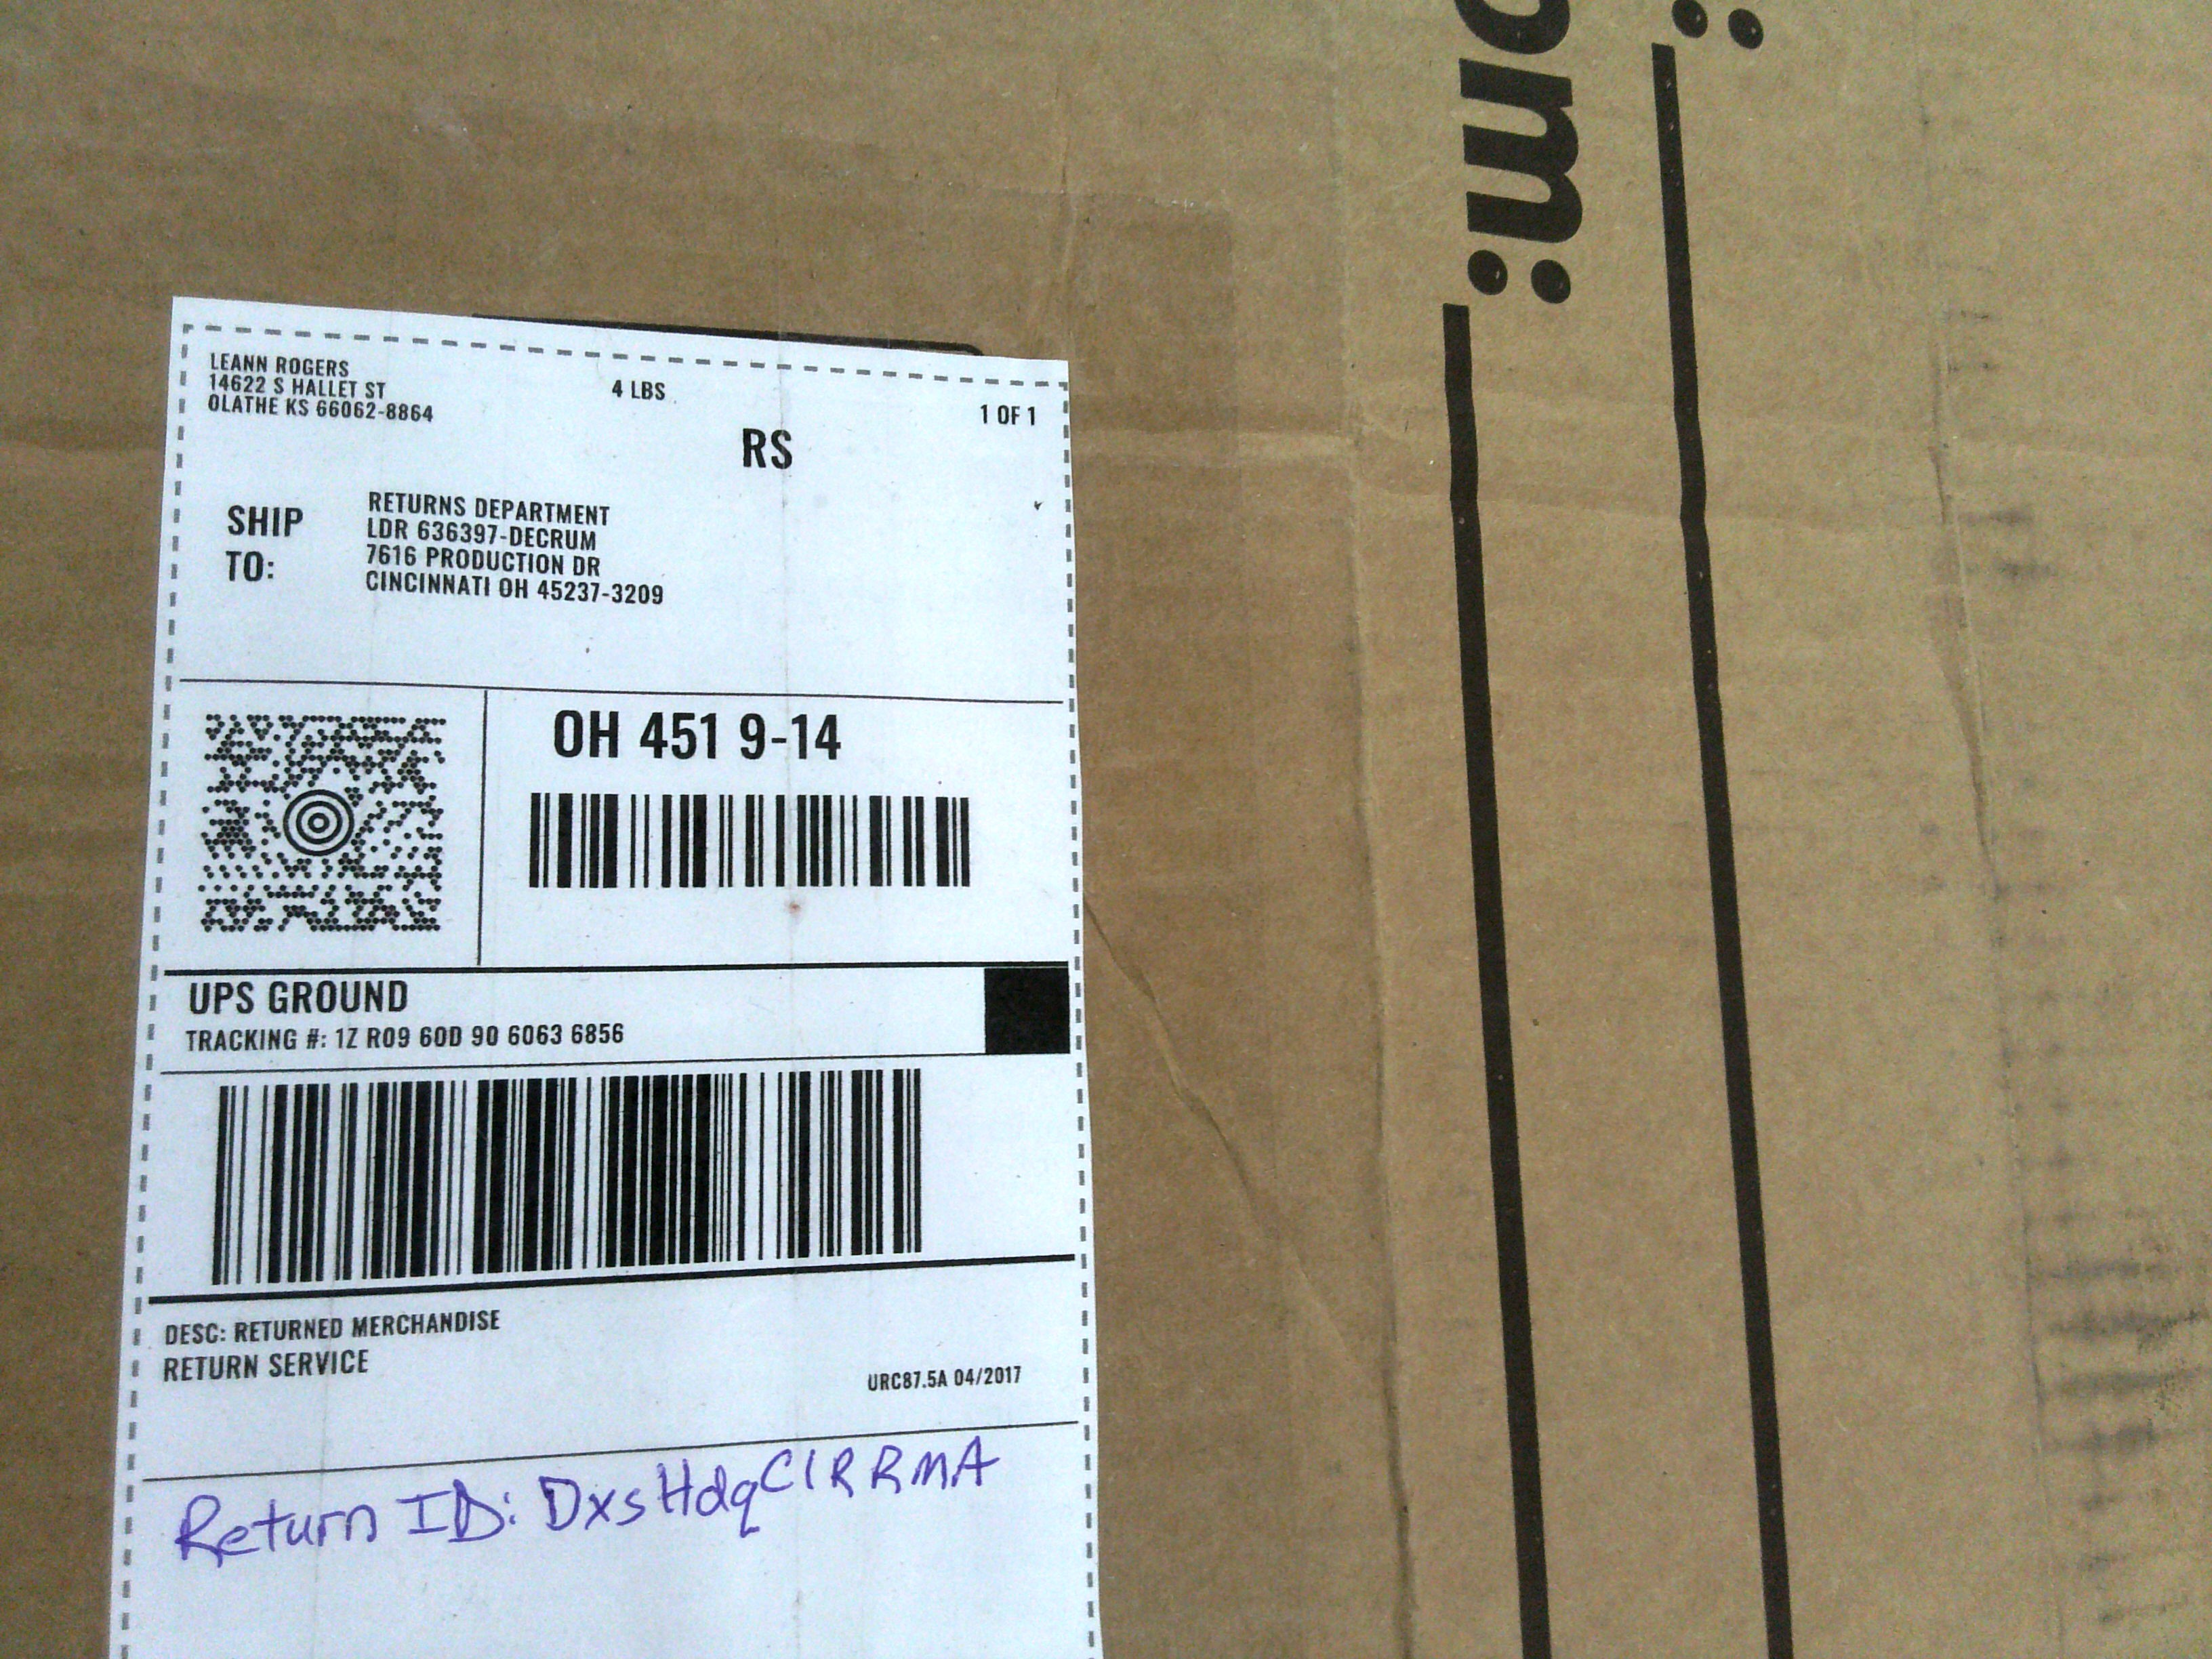 LEANN ROGERS
14622 S HALLET ST
OLATHE KS 66062-8864
4 LBS
1 OF 1
RS
SHIP
TO:
RETURNS DEPARTMENT
LDR 636397-DECRUM
7616 PRODUCTION DR
CINCINNATI OH 45237-3209
OH 451 9-14
UPS GROUND
TRACKING #: 1Z R09 60D 90 6063 6856
DESC: RETURNED MERCHANDISE
RETURN SERVICE
URC87.5A 04/2017
Return ID: DxsHdqC1RRMA
om: